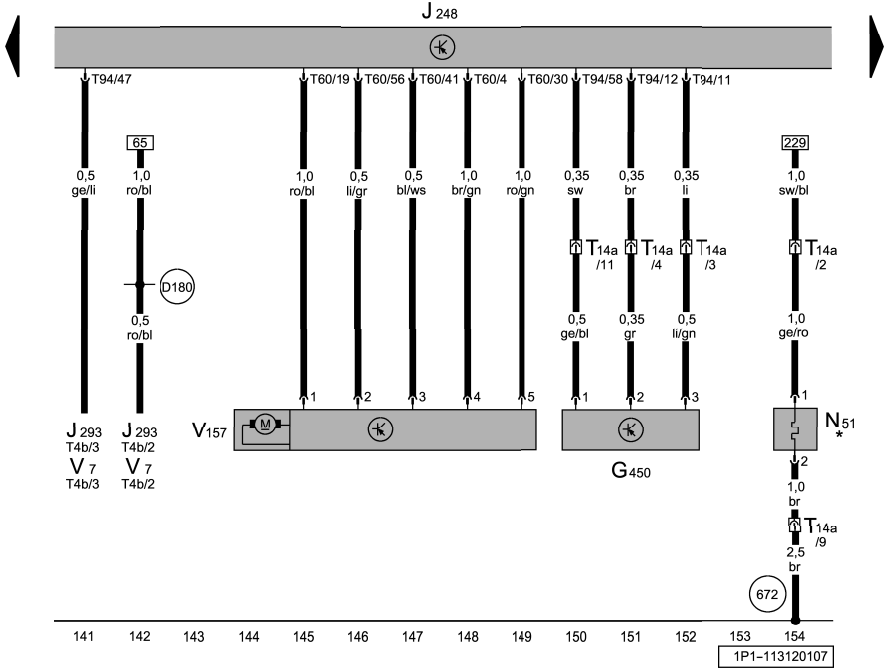 J 248
T94/47 T60/19 T60/56 T60/41 T60/4 T60/30 T94/58 T94/12 T94/11
65 229
0,5 1,0 1,0 0,5 0,5 1,0 1,0 0,35 0,35 0,35 1,0
ge/li ro/bl ro/bl li/gr bl/ws br/gn ro/gn sw br li sw/bl
T14a T14a T14a T14a
/11 /4 /3 /2
D180
0,5 0,5 0,35 0,5 1,0
ro/bl ge/bl gr li/gn ge/ro
1 2 3 4 5 1 2 3 1
J 293 J 293 V157 M N51
T4b/3 T4b/2 *
V 7 V 7 G450 2
T4b/3 T4b/2 1,0
br
T14a
/9
2,5
br
672
141 142 143 144 145 146 147 148 149 150 151 152 153 154
1P1-113120107